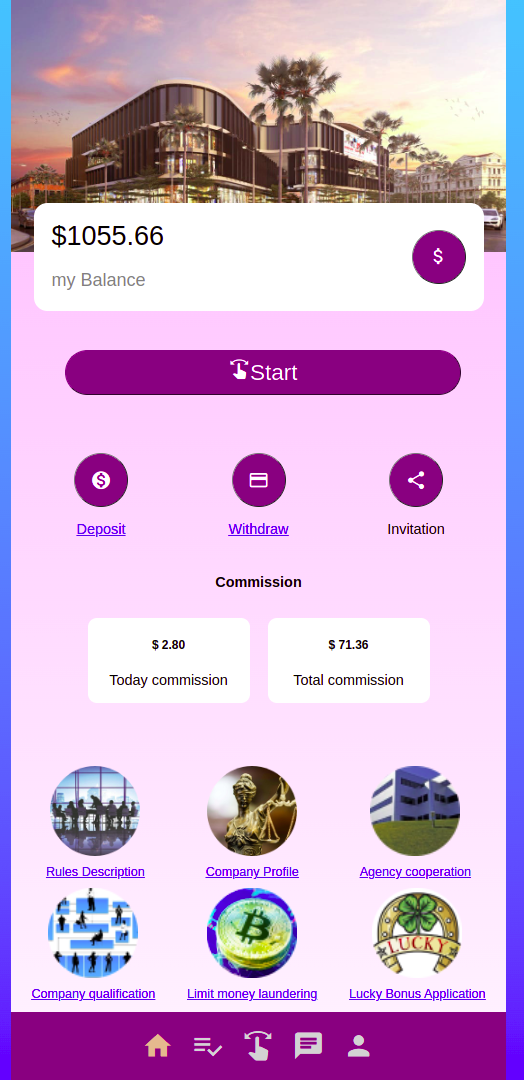 $1055.66
my Balance
Start
Deposit
Withdraw
Invitation
Commission
$ 2.80
$ 71.36
Today commission
Total commission
Rules Description
Company Profile
Agency cooperation
LUCKY
Company qualification
Limit money laundering
Lucky Bonus Application